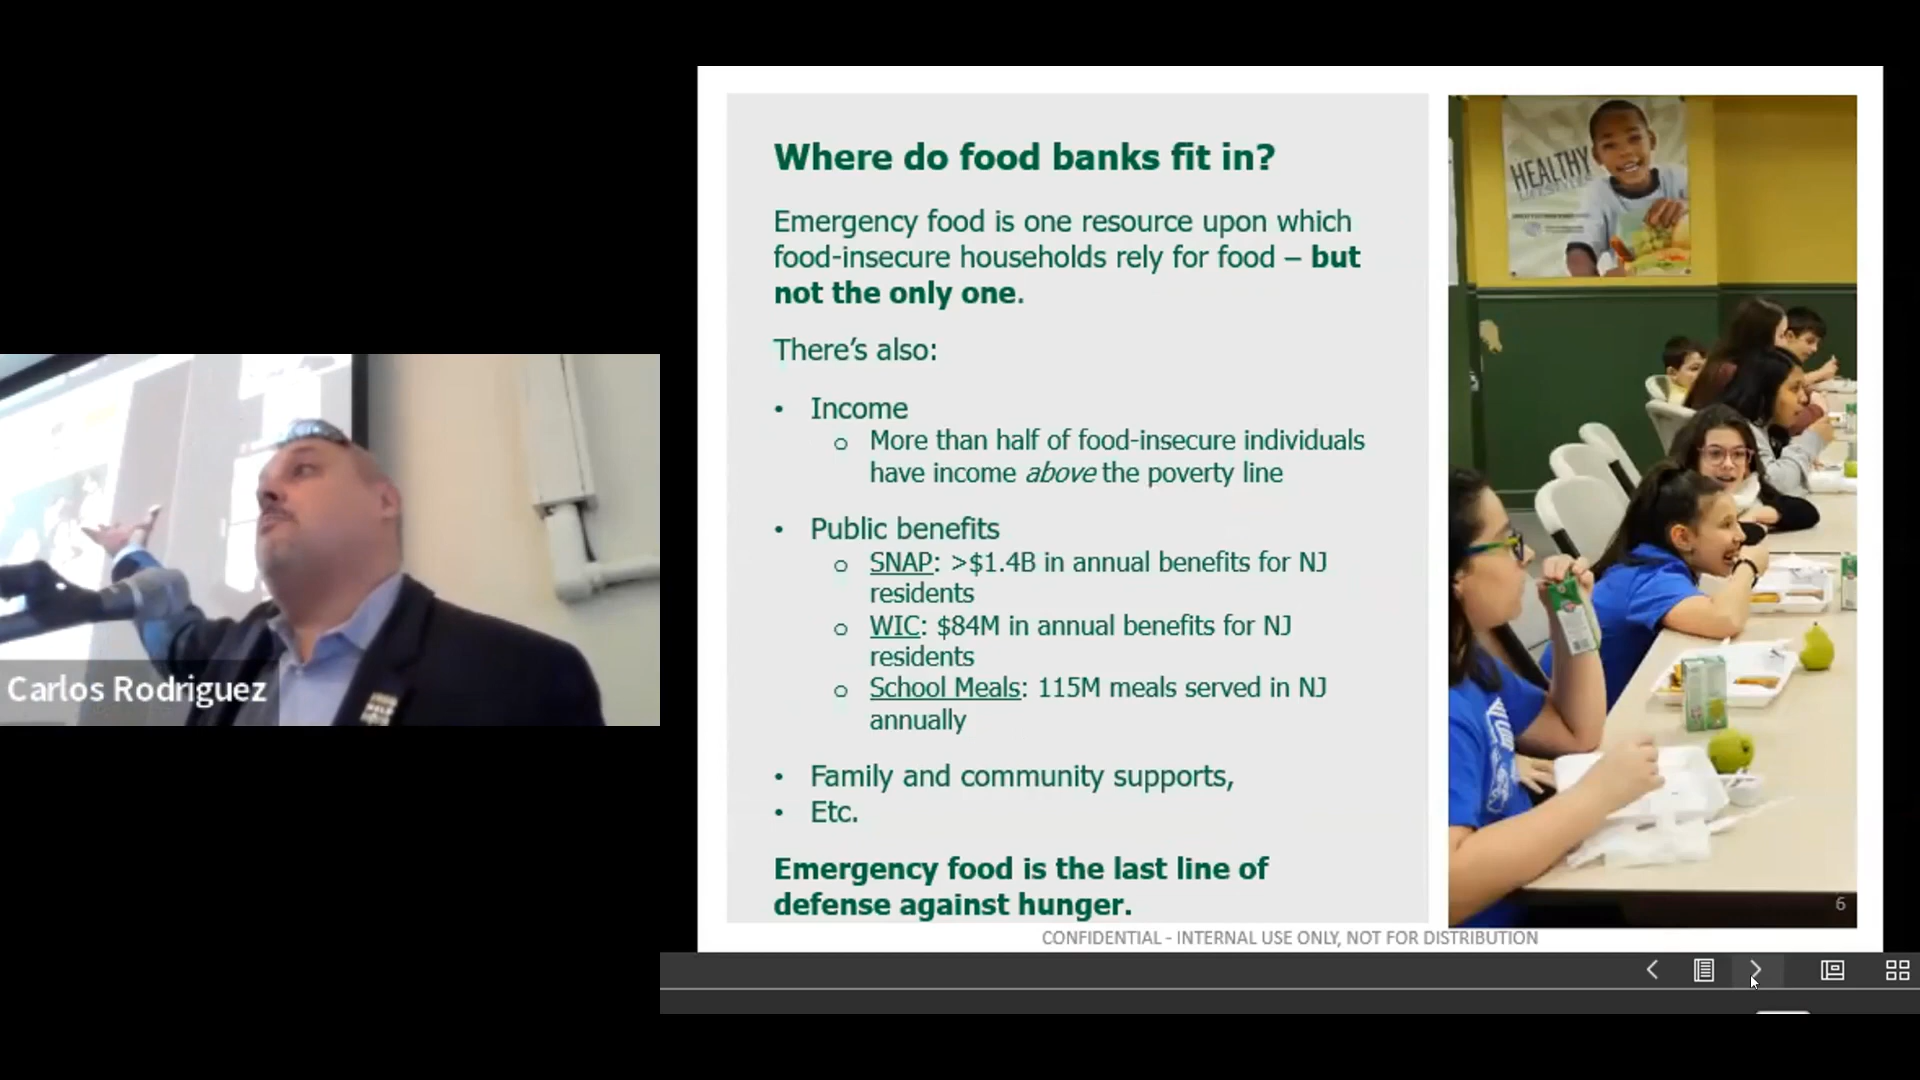 Where do food banks fit in?
Emergency food is one resource upon which
food-insecure households rely for food – but
not the only one.
There's also:
• Income
o More than half of food-insecure individuals
have income above the poverty line
• Public benefits
o SNAP: >$1.4B in annual benefits for NJ
residents
o WIC: $84M in annual benefits for NJ
residents
o School Meals: 115M meals served in NJ
annually
• Family and community supports,
• Etc.
Emergency food is the last line of
defense against hunger.
CONFIDENTIAL - INTERNAL USE ONLY, NOT FOR DISTRIBUTION
6
HEALTHY
Carlos Rodriguez